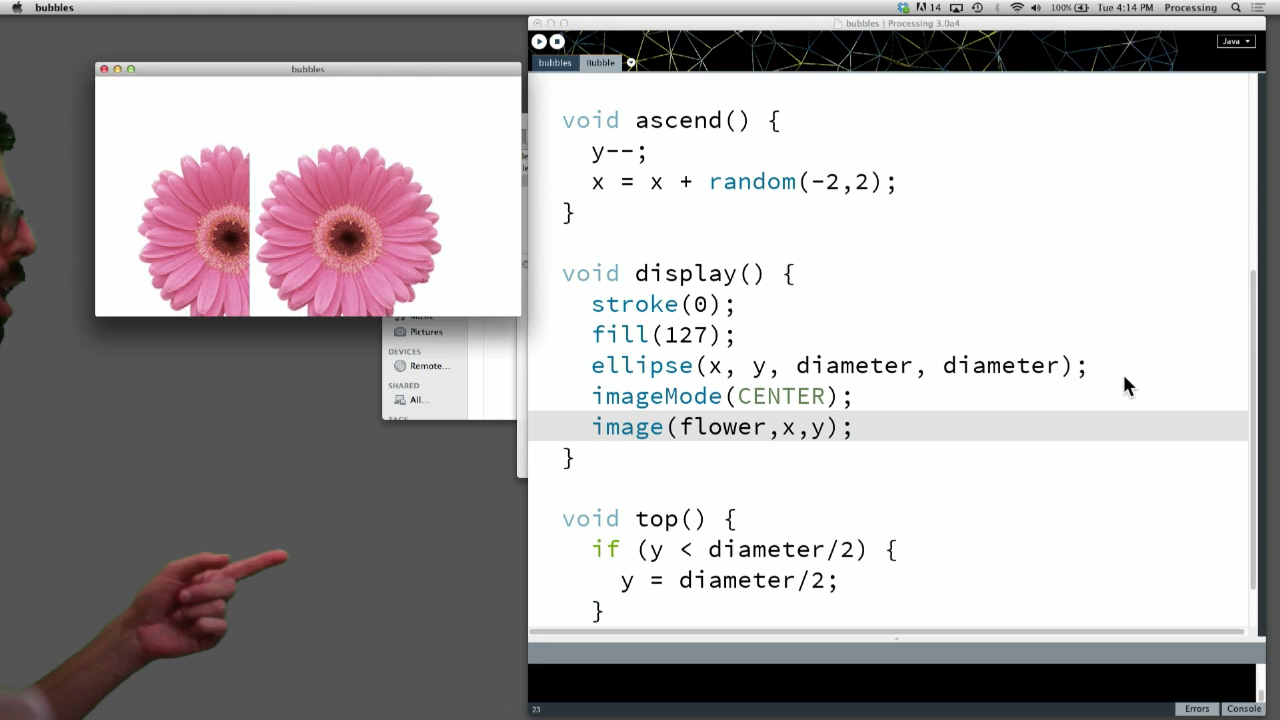 bubbles
14
100%
Tue 4:14 PM
Processing
bubbles | Processing 3.0a4
Java
bubbles
Bubble
bubbles
void ascend() {
y--;
x = x + random(-2,2);
}
void display() {
stroke(0);
fill(127);
ellipse(x, y, diameter, diameter);
imageMode(CENTER);
image(flower,x,y);
}
void top() {
if (y < diameter/2) {
y = diameter/2;
}
Pictures
DEVICES
Remote...
SHARED
All...
23
Errors
Console